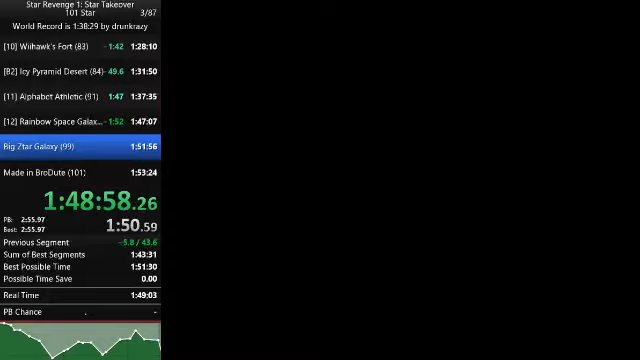 Star Revenge 1: Star Takeover
101 Star 3/87
World Record is 1:38:29 by drunkrazy
[10] Wiihawk's Fort (83) -1:42 1:28:10
[B2] Icy Pyramid Desert (84) -49.6 1:31:50
[11] Alphabet Athletic (91) 1:47 1:37:35
[12] Rainbow Space Galax... -1:52 1:47:07
Big Ztar Galaxy (99) 1:51:56
Made in BroDute (101) 1:53:24
1:48:58.26
PB: 2:55.97
Best: 2:55.97
1:50.59
Previous Segment -5.8 / 43.6
Sum of Best Segments 1:43:31
Best Possible Time 1:51:30
Possible Time Save 0.00
Real Time 1:49:03
PB Chance , -